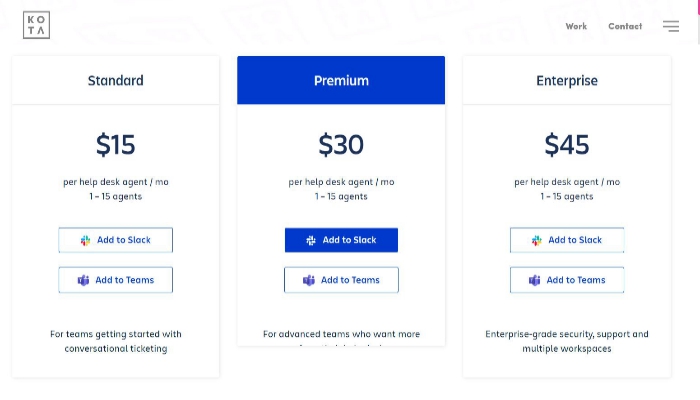 KO
TA
Work
Contact
Standard
$15
per help desk agent / mo
1 – 15 agents
Add to Slack
Add to Teams
For teams getting started with
conversational ticketing
Premium
$30
per help desk agent / mo
1 – 15 agents
Add to Slack
Add to Teams
For advanced teams who want more
Enterprise
$45
per help desk agent / mo
1 – 15 agents
Add to Slack
Add to Teams
Enterprise-grade security, support and
multiple workspaces